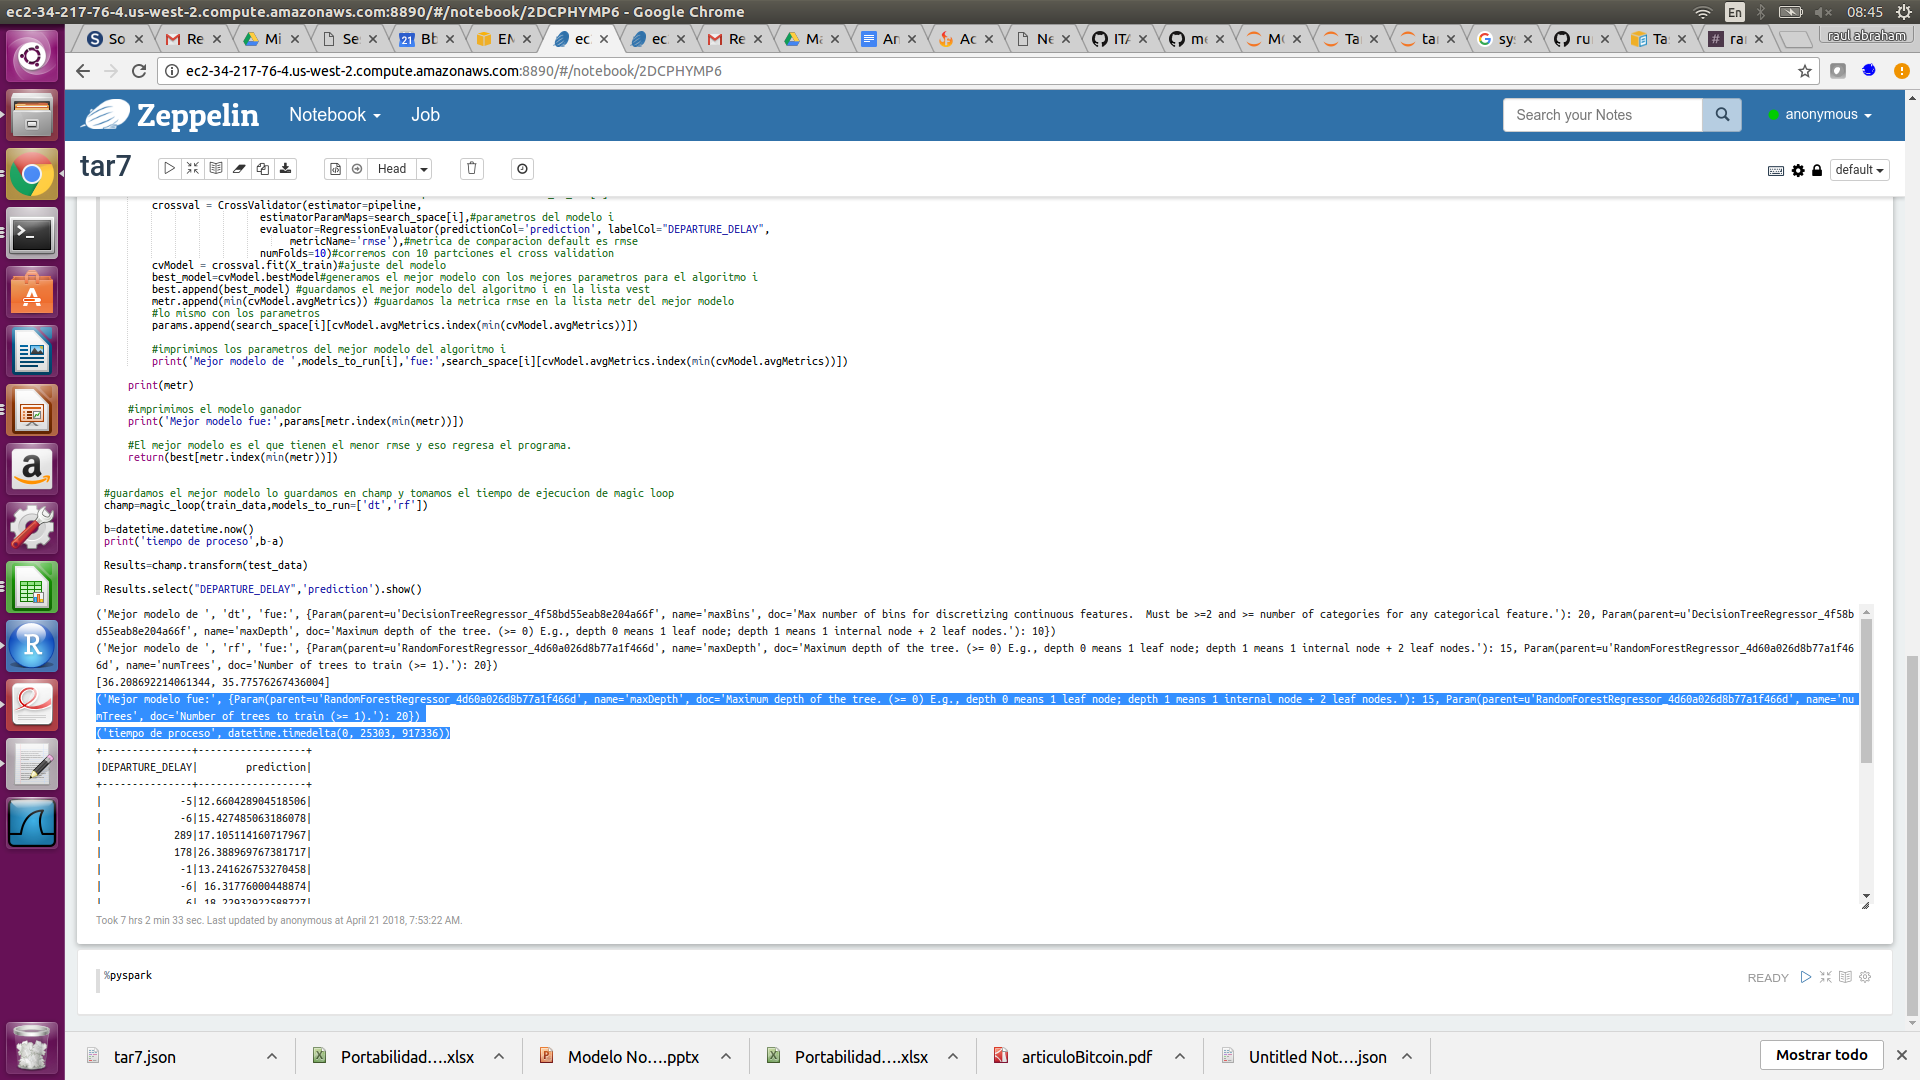 ec2-34-217-76-4.us-west-2.compute.amazonaws.com:8890/#/notebook/2DCPHYMP6 - Google Chrome
En
08:45
So
Re
Mi
Se
Bb
EM
ec
ec
Re
Ma
An
Ac
Ne
ITA
me
MC
Tar
tar
sy
rur
Tas
rar
raul abraham
ec2-34-217-76-4.us-west-2.compute.amazonaws.com:8890/#/notebook/2DCPHYMP6
Zeppelin
Notebook
Job
Search your Notes
anonymous
tar7
Head
default
crossval = CrossValidator(estimator=pipeline,
estimatorParamMaps=search_space[i],#parametros del modelo i
evaluator=RegressionEvaluator(predictionCol='prediction', labelCol="DEPARTURE_DELAY",
metricName='rmse'),#metrica de comparacion default es rmse
numFolds=10)#corremos con 10 partciones el cross validation
cvModel = crossval.fit(X_train)#ajuste del modelo
best_model=cvModel.bestModel#generamos el mejor modelo con los mejores parametros para el algoritmo i
best.append(best_model) #guardamos el mejor modelo del algoritmo i en la lista vest
metr.append(min(cvModel.avgMetrics)) #guardamos la metrica rmse en la lista metr del mejor modelo
#lo mismo con los parametros
params.append(search_space[i][cvModel.avgMetrics.index(min(cvModel.avgMetrics))])
#imprimimos los parametros del mejor modelo del algoritmo i
print('Mejor modelo de ',models_to_run[i],'fue:',search_space[i][cvModel.avgMetrics.index(min(cvModel.avgMetrics))])
print(metr)
#imprimimos el modelo ganador
print('Mejor modelo fue:',params[metr.index(min(metr))])
#El mejor modelo es el que tienen el menor rmse y eso regresa el programa.
return(best[metr.index(min(metr))])
#guardamos el mejor modelo lo guardamos en champ y tomamos el tiempo de ejecucion de magic loop
champ=magic_loop(train_data,models_to_run=['dt','rf'])
b=datetime.datetime.now()
print('tiempo de proceso',b-a)
Results=champ.transform(test_data)
Results.select("DEPARTURE_DELAY",'prediction').show()
('Mejor modelo de ', 'dt', 'fue:', {Param(parent=u'DecisionTreeRegressor_4f58bd55eab8e204a66f', name='maxBins', doc='Max number of bins for discretizing continuous features.  Must be >=2 and >= number of categories for any categorical feature.'): 20, Param(parent=u'DecisionTreeRegressor_4f58b
d55eab8e204a66f', name='maxDepth', doc='Maximum depth of the tree. (>= 0) E.g., depth 0 means 1 leaf node; depth 1 means 1 internal node + 2 leaf nodes.'): 10})
('Mejor modelo de ', 'rf', 'fue:', {Param(parent=u'RandomForestRegressor_4d60a026d8b77a1f466d', name='maxDepth', doc='Maximum depth of the tree. (>= 0) E.g., depth 0 means 1 leaf node; depth 1 means 1 internal node + 2 leaf nodes.'): 15, Param(parent=u'RandomForestRegressor_4d60a026d8b77a1f46
6d', name='numTrees', doc='Number of trees to train (>= 1).'): 20})
[36.208692214061344, 35.77576267436004]
('Mejor modelo fue:', {Param(parent=u'RandomForestRegressor_4d60a026d8b77a1f466d', name='maxDepth', doc='Maximum depth of the tree. (>= 0) E.g., depth 0 means 1 leaf node; depth 1 means 1 internal node + 2 leaf nodes.'): 15, Param(parent=u'RandomForestRegressor_4d60a026d8b77a1f466d', name='nu
mTrees', doc='Number of trees to train (>= 1).'): 20})
('tiempo de proceso', datetime.timedelta(0, 25303, 917336))
+---------------+------------------+
|DEPARTURE_DELAY|        prediction|
+---------------+------------------+
|             -5|12.660428904518506|
|             -6|15.427485063186078|
|            289|17.105114160717967|
|            178|26.388969767381717|
|             -1|13.241626753270458|
|             -6| 16.31776000448874|
|              6| 18.22932922588727|
Took 7 hrs 2 min 33 sec. Last updated by anonymous at April 21 2018, 7:53:22 AM.
%pyspark
READY
tar7.json
Portabilidad....xlsx
Modelo No....pptx
Portabilidad....xlsx
articuloBitcoin.pdf
Untitled Not....json
Mostrar todo